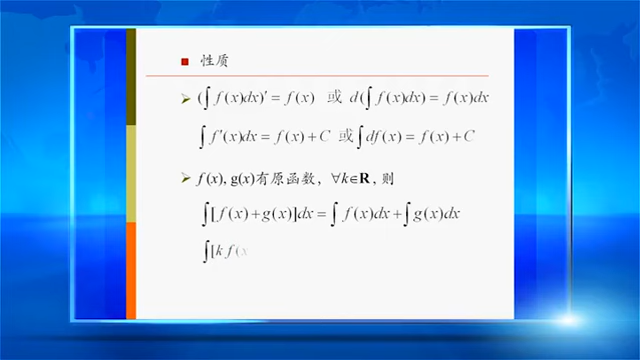 性质
(∫ f(x)dx)′ = f(x) 或 d(∫ f(x)dx) = f(x)dx
∫ f′(x)dx = f(x) + C 或 ∫ df(x) = f(x) + C
f (x), g(x)有原函数, ∀k∈R, 则
∫[f(x) + g(x)]dx = ∫ f(x)dx + ∫ g(x)dx
∫[k f(x